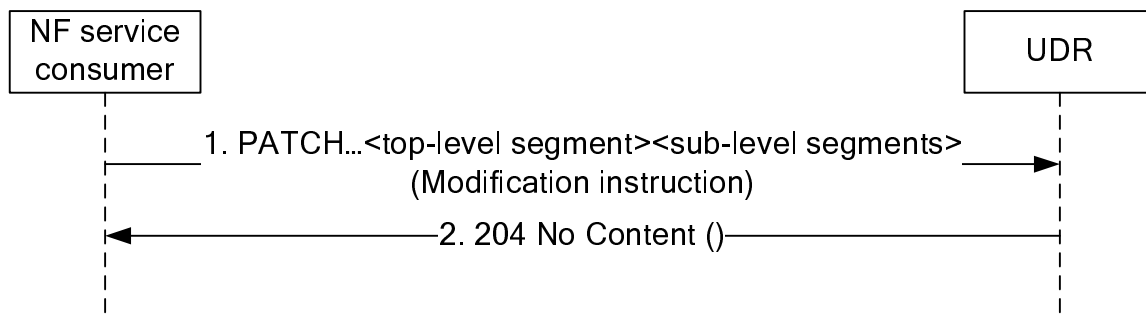 NF service
consumer
UDR
1. PATCH...<top-level segment><sub-level segments>
(Modification instruction)
2. 204 No Content ()